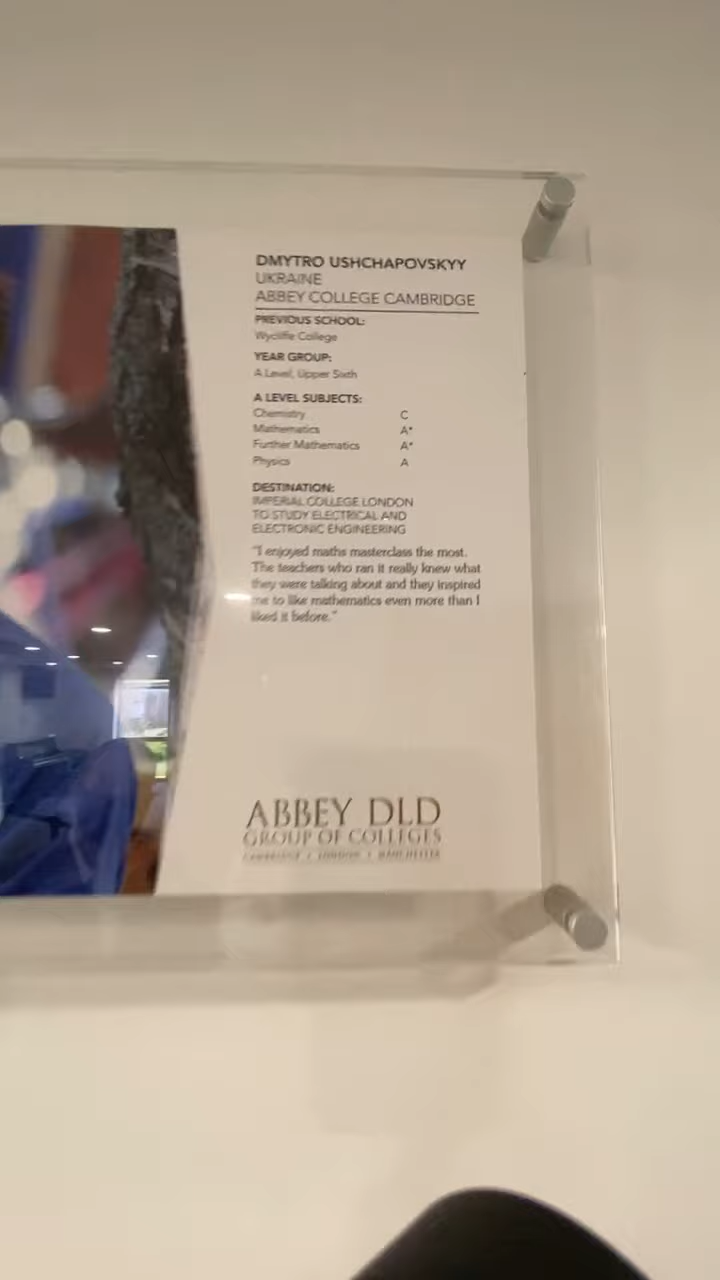 DMYTRO USHCHAPOVSKYY
UKRAINE
ABBEY COLLEGE CAMBRIDGE
PREVIOUS SCHOOL:
Wycliffe College
YEAR GROUP:
A Level, Upper Sixth
A LEVEL SUBJECTS:
Chemistry C
Mathematics A*
Further Mathematics A*
Physics A
DESTINATION:
IMPERIAL COLLEGE LONDON
TO STUDY ELECTRICAL AND
ELECTRONIC ENGINEERING
"I enjoyed maths masterclass the most.
The teachers who ran it really knew what
they were talking about and they inspired
me to like mathematics even more than I
liked it before."
ABBEY DLD
GROUP OF COLLEGES
CAMBRIDGE • LONDON • MANCHESTER